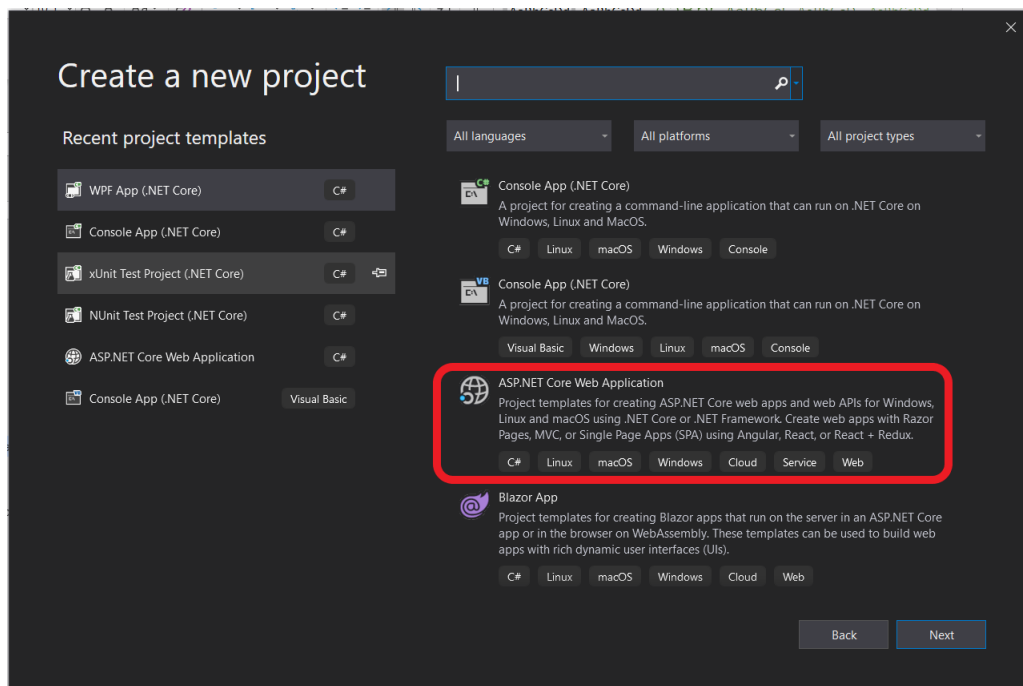 Create a new project
Recent project templates
WPF App (.NET Core) C#
Console App (.NET Core) C#
xUnit Test Project (.NET Core) C#
NUnit Test Project (.NET Core) C#
ASP.NET Core Web Application C#
Console App (.NET Core) Visual Basic
All languages All platforms All project types
C#
Console App (.NET Core)
A project for creating a command-line application that can run on .NET Core on
Windows, Linux and MacOS.
C# Linux macOS Windows Console
VB
Console App (.NET Core)
A project for creating a command-line application that can run on .NET Core on
Windows, Linux and MacOS.
Visual Basic Windows Linux macOS Console
ASP.NET Core Web Application
Project templates for creating ASP.NET Core web apps and web APIs for Windows,
Linux and macOS using .NET Core or .NET Framework. Create web apps with Razor
Pages, MVC, or Single Page Apps (SPA) using Angular, React, or React + Redux.
C# Linux macOS Windows Cloud Service Web
Blazor App
Project templates for creating Blazor apps that run on the server in an ASP.NET Core
app or in the browser on WebAssembly. These templates can be used to build web
apps with rich dynamic user interfaces (UIs).
C# Linux macOS Windows Cloud Web
Back Next